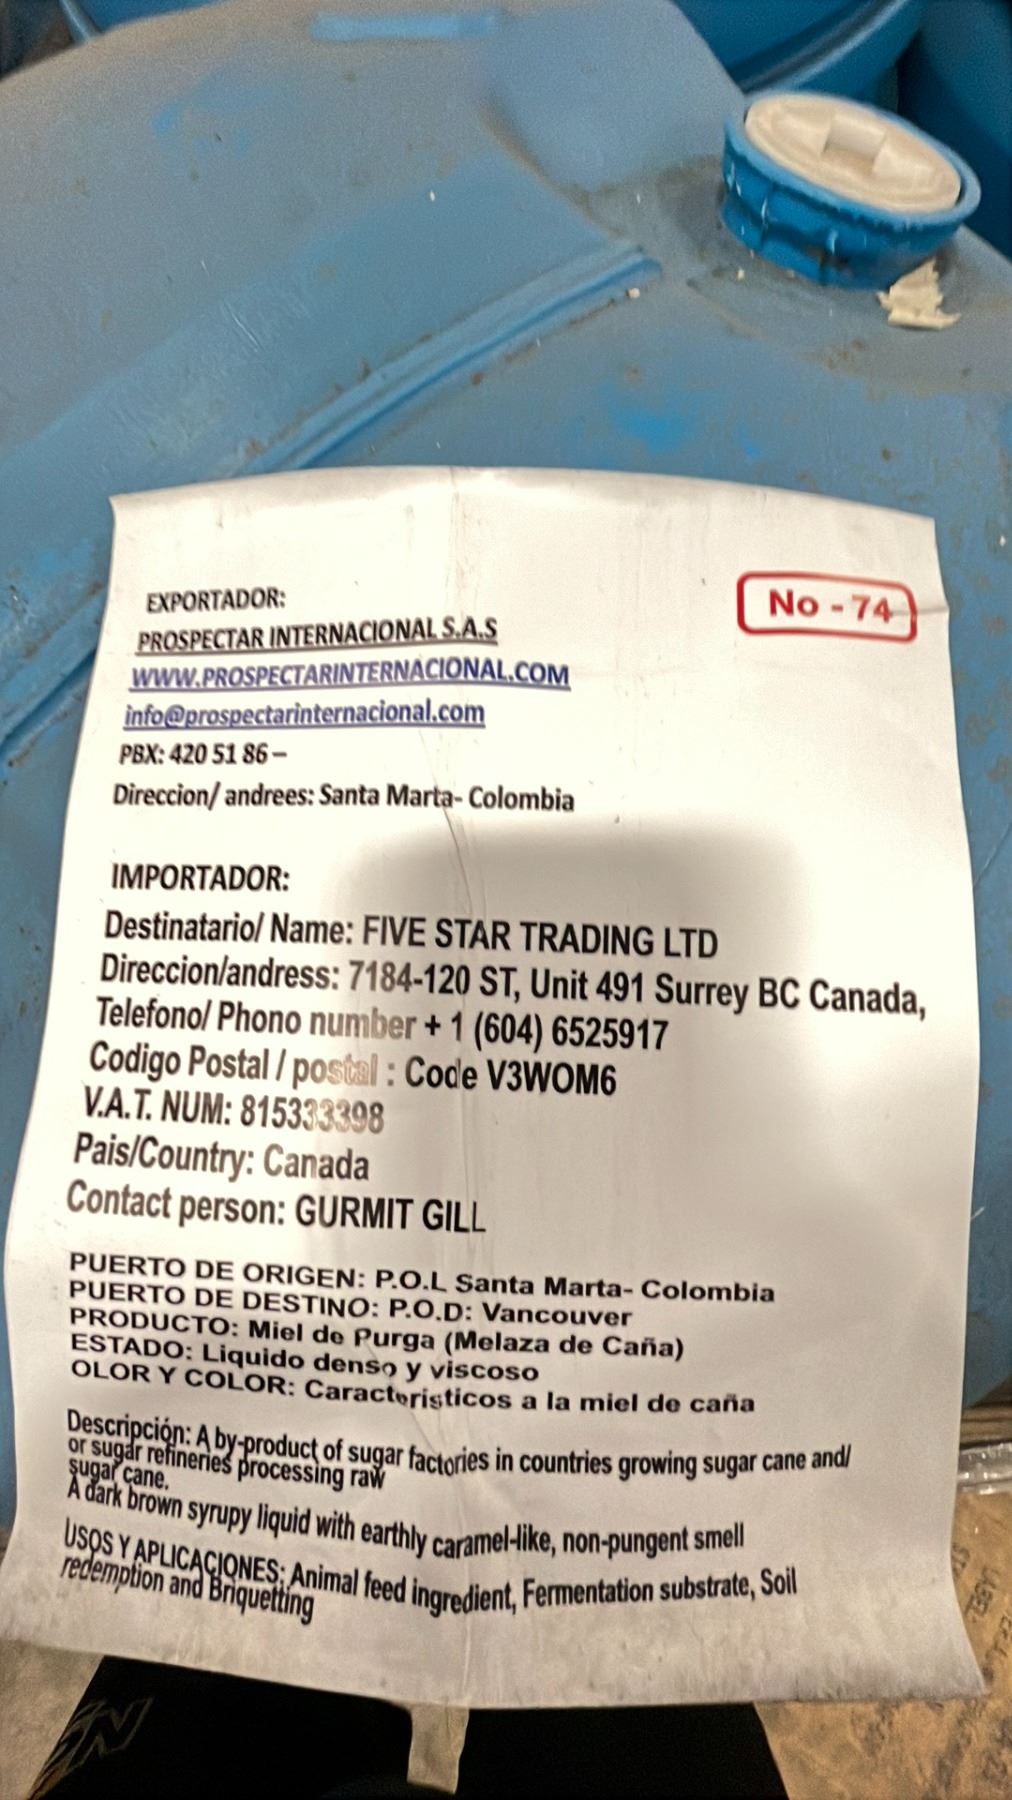 No - 74
EXPORTADOR:
PROSPECTAR INTERNACIONAL S.A.S
WWW.PROSPECTARINTERNACIONAL.COM
info@prospectarinternacional.com
PBX: 420 51 86 –
Direccion/ andrees: Santa Marta- Colombia
IMPORTADOR:
Destinatario/ Name: FIVE STAR TRADING LTD
Direccion/andress: 7184-120 ST, Unit 491 Surrey BC Canada,
Telefono/ Phono number + 1 (604) 6525917
Codigo Postal / postal : Code V3WOM6
V.A.T. NUM: 815333398
Pais/Country: Canada
Contact person: GURMIT GILL
PUERTO DE ORIGEN: P.O.L Santa Marta- Colombia
PUERTO DE DESTINO: P.O.D: Vancouver
PRODUCTO: Miel de Purga (Melaza de Caña)
ESTADO: Liquido denso y viscoso
OLOR Y COLOR: Caracteristicos a la miel de caña
Descripción: A by-product of sugar factories in countries growing sugar cane and/
or sugar refineries processing raw
sugar cane.
A dark brown syrupy liquid with earthly caramel-like, non-pungent smell
USOS Y APLICACIONES: Animal feed ingredient, Fermentation substrate, Soil
redemption and Briquetting